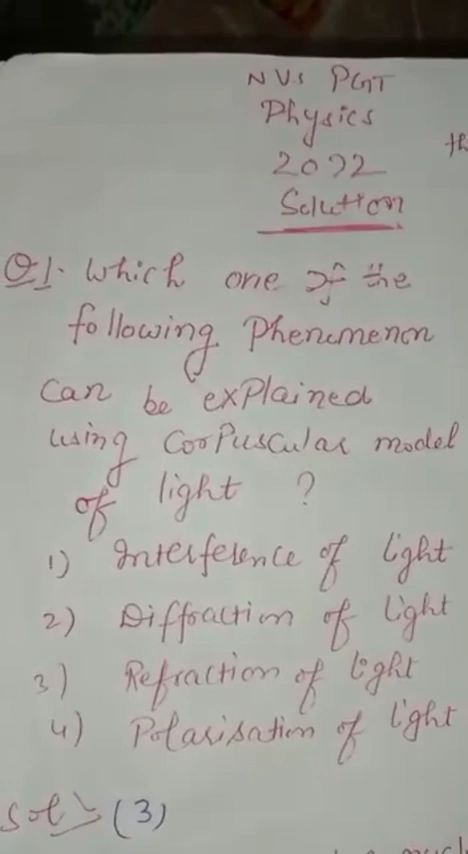 NVS PGT
Physics
2022
Solution
Q1. Which one of the
following Phenomenon
Can be explained
using Corpuscular model
of light ?
1) Interference of light
2) Diffraction of light
3) Refraction of light
4) Polarisation of light
Sol⇒ (3)